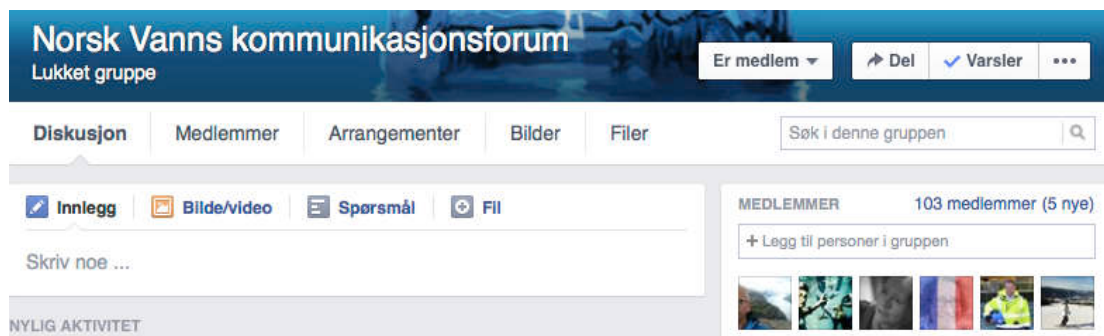 Norsk Vanns kommunikasjonsforum
Lukket gruppe
Er medlem
Del
Varsler
Diskusjon Medlemmer Arrangementer Bilder Filer
Søk i denne gruppen
Innlegg Bilde/video Spørsmål Fil
Skriv noe ...
NYLIG AKTIVITET
MEDLEMMER 103 medlemmer (5 nye)
+ Legg til personer i gruppen